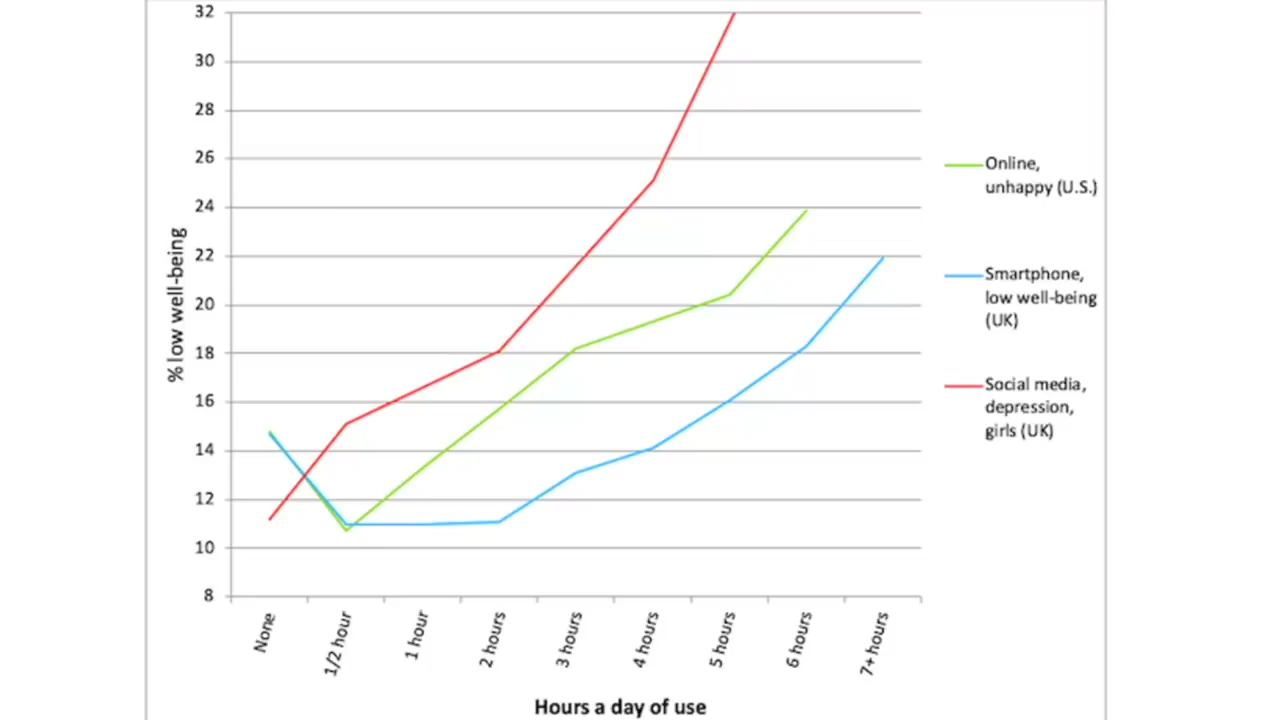 32
30
28
26
24
22
20
18
16
14
12
10
8
% low well-being
None
1/2 hour
1 hour
2 hours
3 hours
4 hours
5 hours
6 hours
7+ hours
Hours a day of use
Online,
unhappy (U.S.)
Smartphone,
low well-being
(UK)
Social media,
depression,
girls (UK)